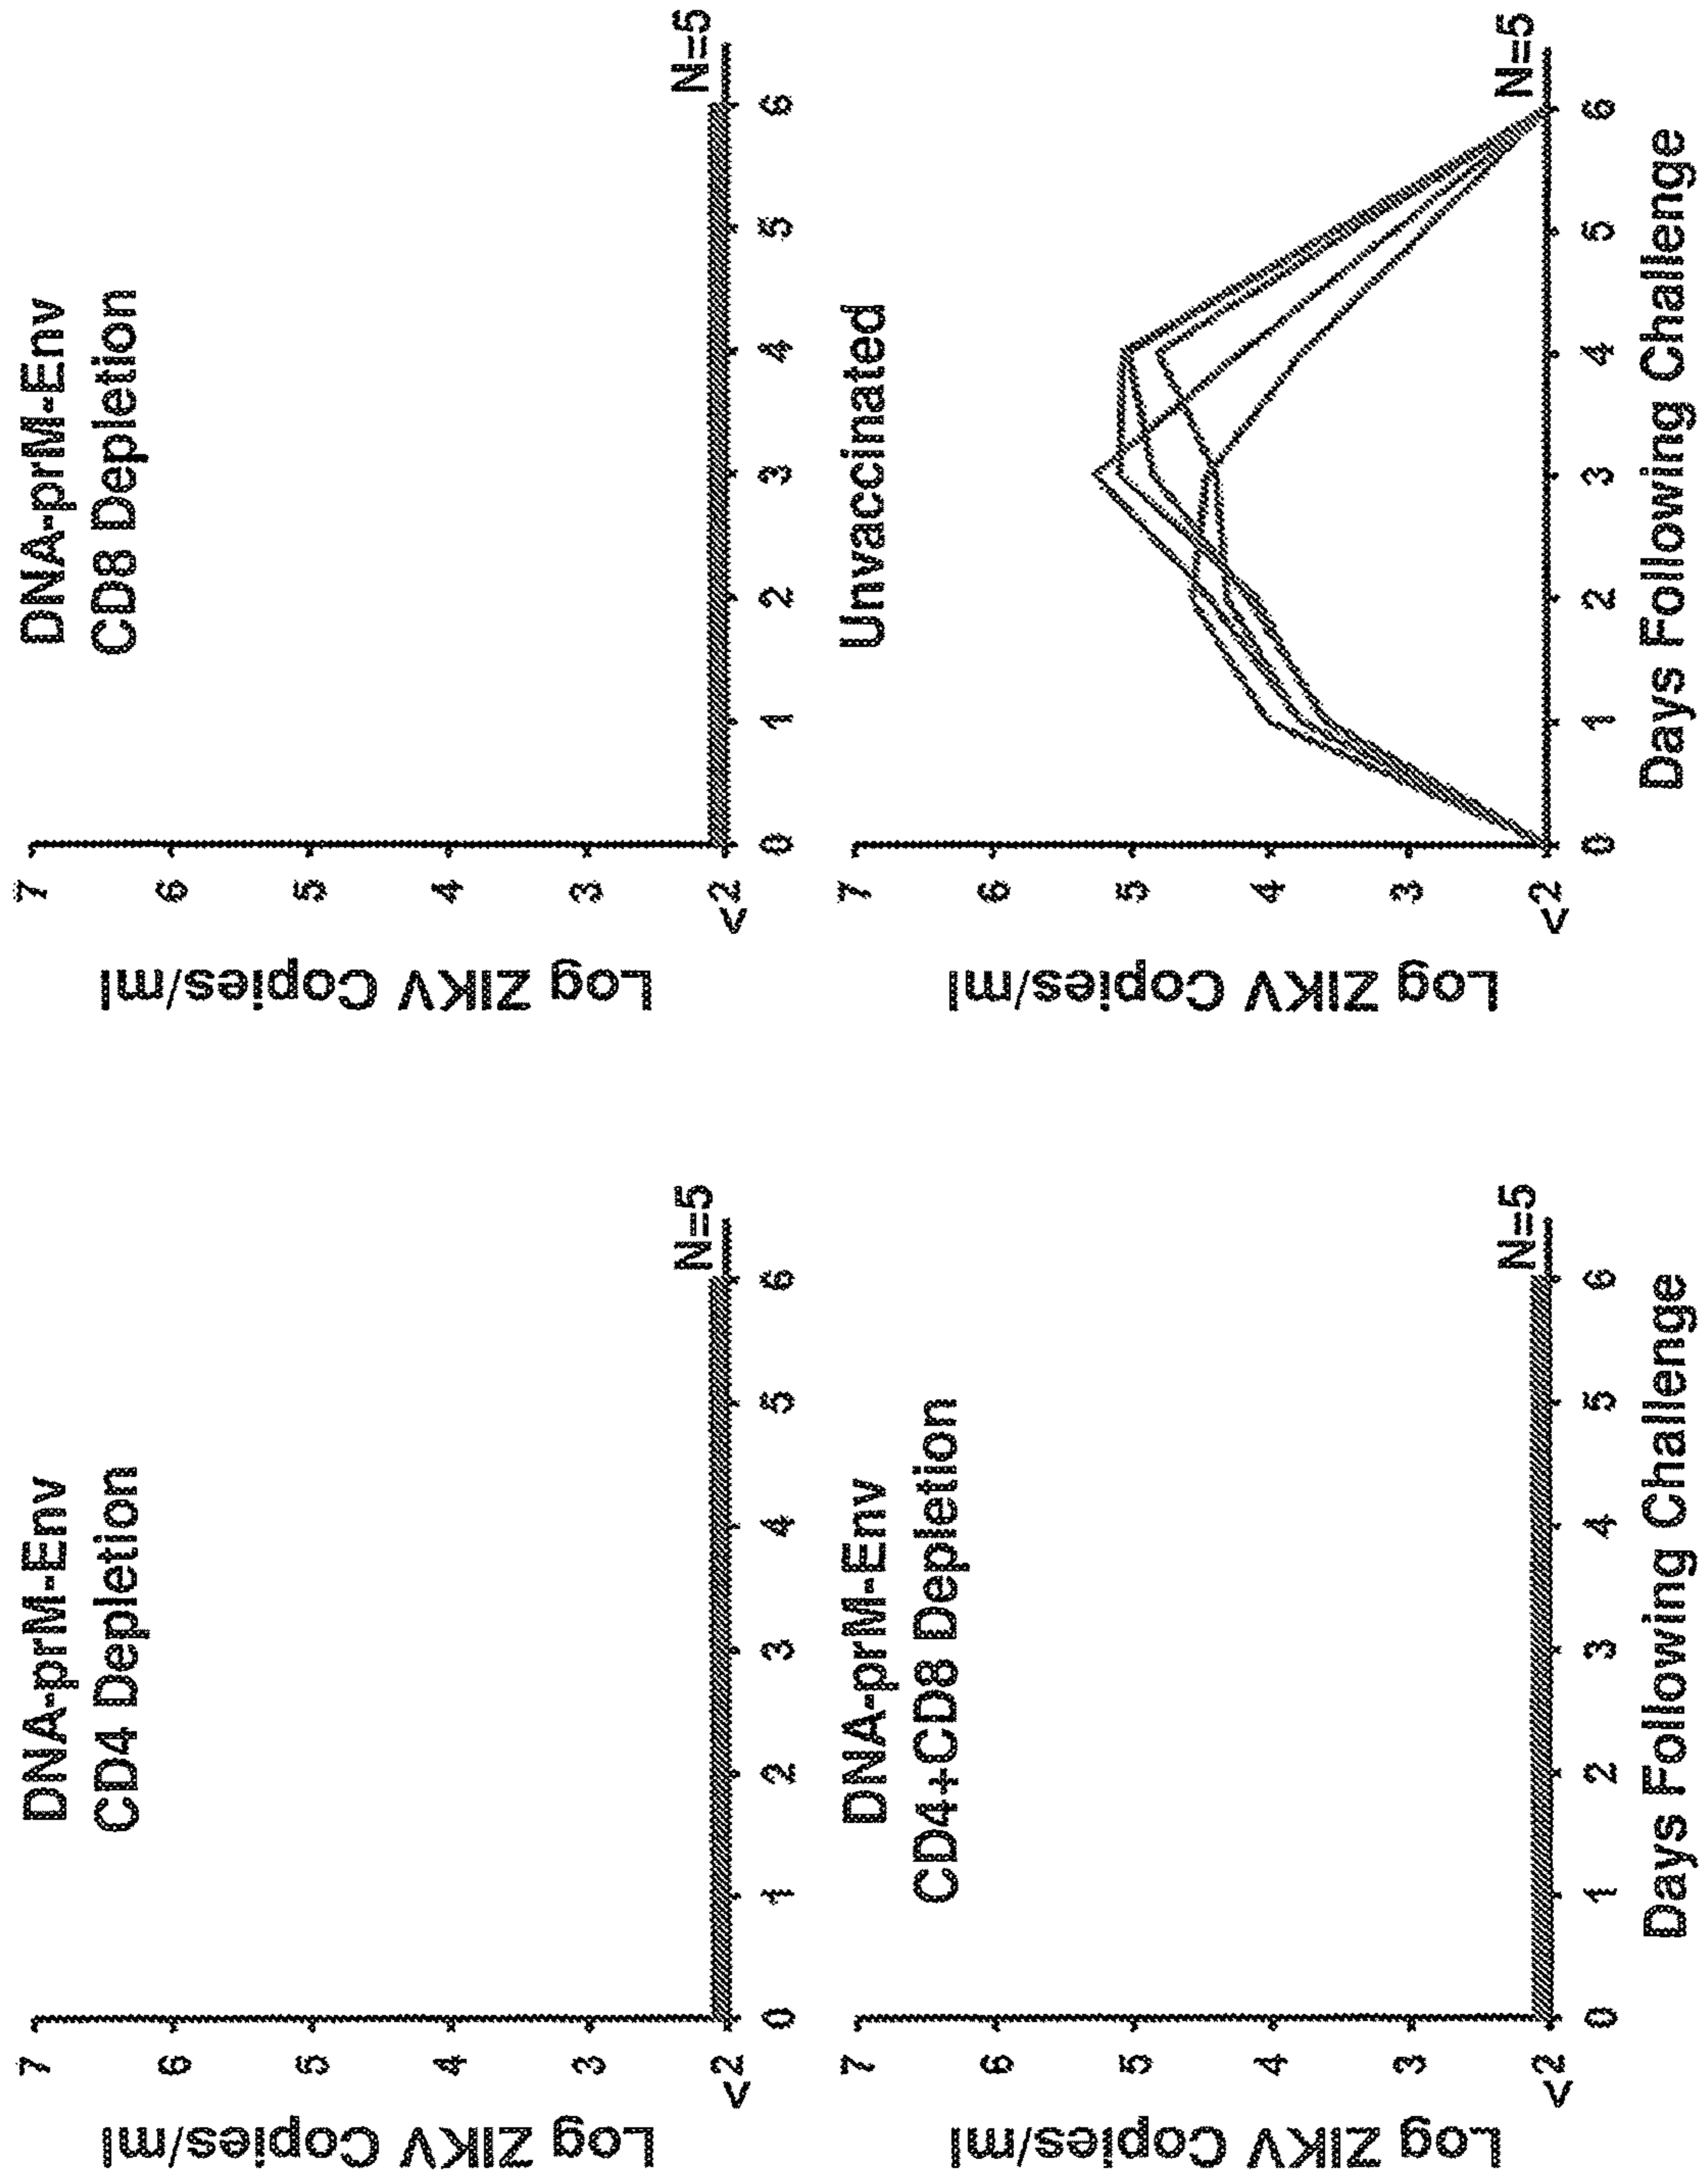 DNA-prM-Env
CD4 Depletion
Log ZIKV Copies/ml
7
6
5
4
3
<2
N=5
0 1 2 3 4 5 6
DNA-prM-Env
CD8 Depletion
Log ZIKV Copies/ml
7
6
5
4
3
<2
N=5
0 1 2 3 4 5 6
DNA-prM-Env
CD4+CD8 Depletion
Log ZIKV Copies/ml
7
6
5
4
3
<2
N=5
0 1 2 3 4 5 6
Days Following Challenge
Unvaccinated
Log ZIKV Copies/ml
7
6
5
4
3
<2
N=5
0 1 2 3 4 5 6
Days Following Challenge